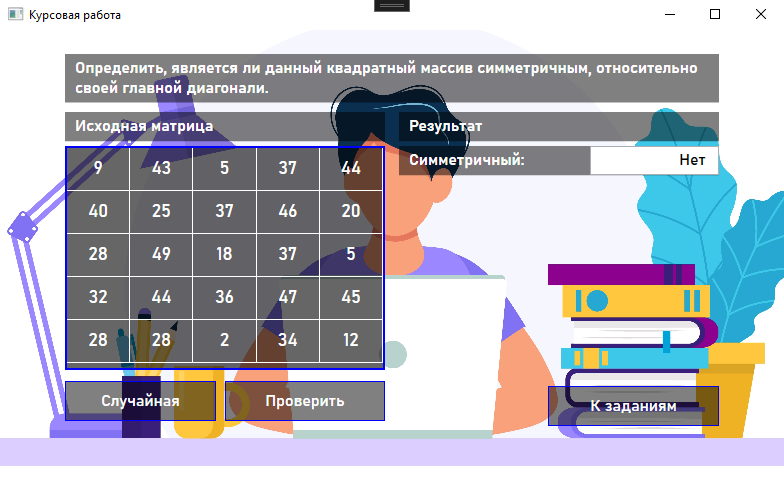 Курсовая работа
Определить, является ли данный квадратный массив симметричным, относительно
своей главной диагонали.
Исходная матрица
Результат
Симметричный: Нет
9 43 5 37 44
40 25 37 46 20
28 49 18 37 5
32 44 36 47 45
28 28 2 34 12
Случайная
Проверить
К заданиям